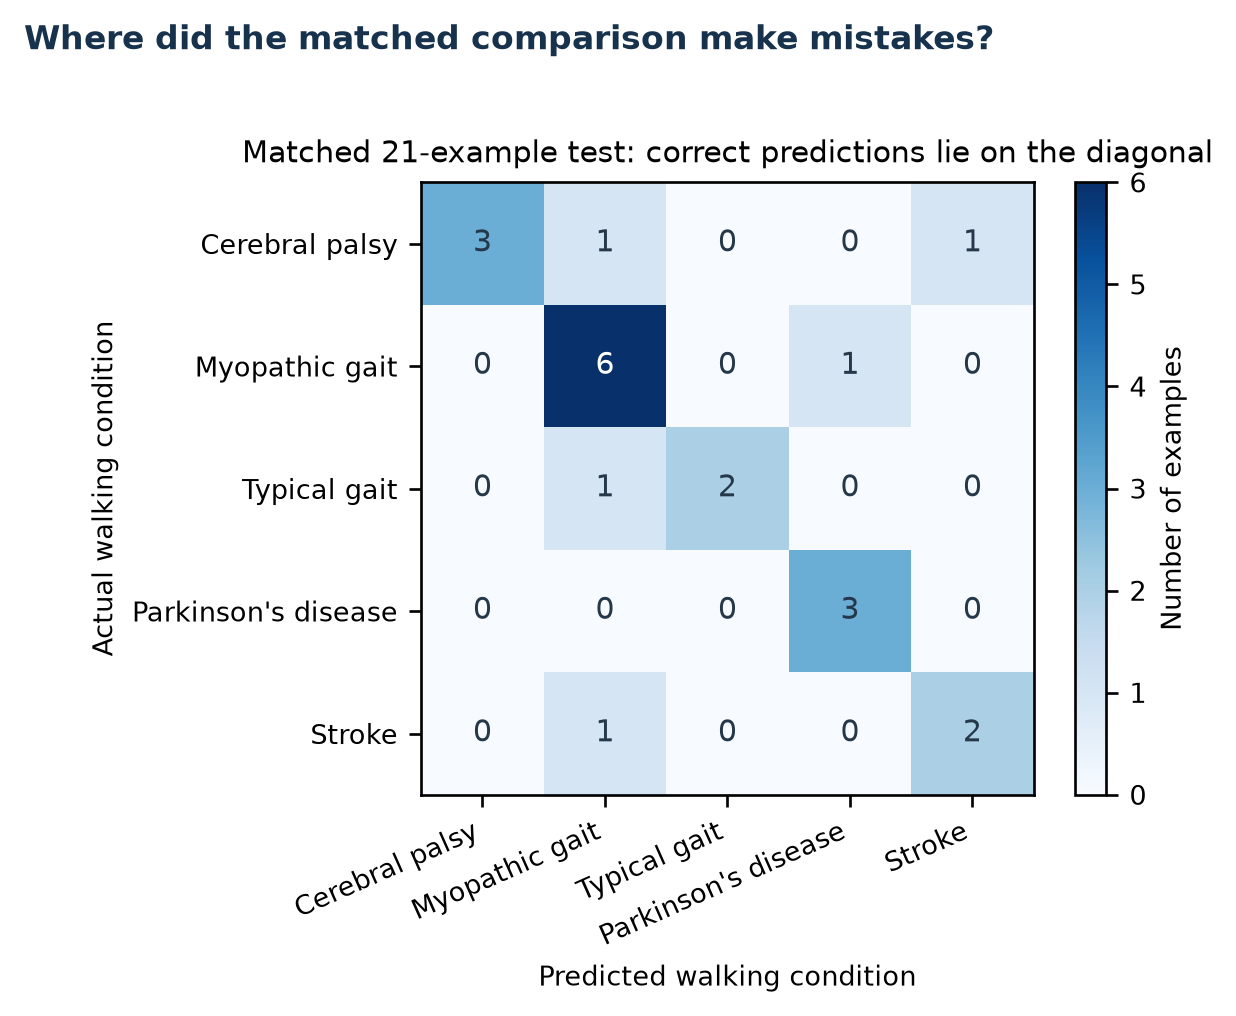 Where did the matched comparison make mistakes?
Matched 21-example test: correct predictions lie on the diagonal
Cerebral palsy 3 1 0 0 1
Myopathic gait 0 6 0 1 0
Typical gait 0 1 2 0 0
Parkinson's disease 0 0 0 3 0
Stroke 0 1 0 0 2
Actual walking condition
Cerebral palsy
Myopathic gait
Typical gait
Parkinson's disease
Stroke
Predicted walking condition
6
5
4
3
2
1
0
Number of examples